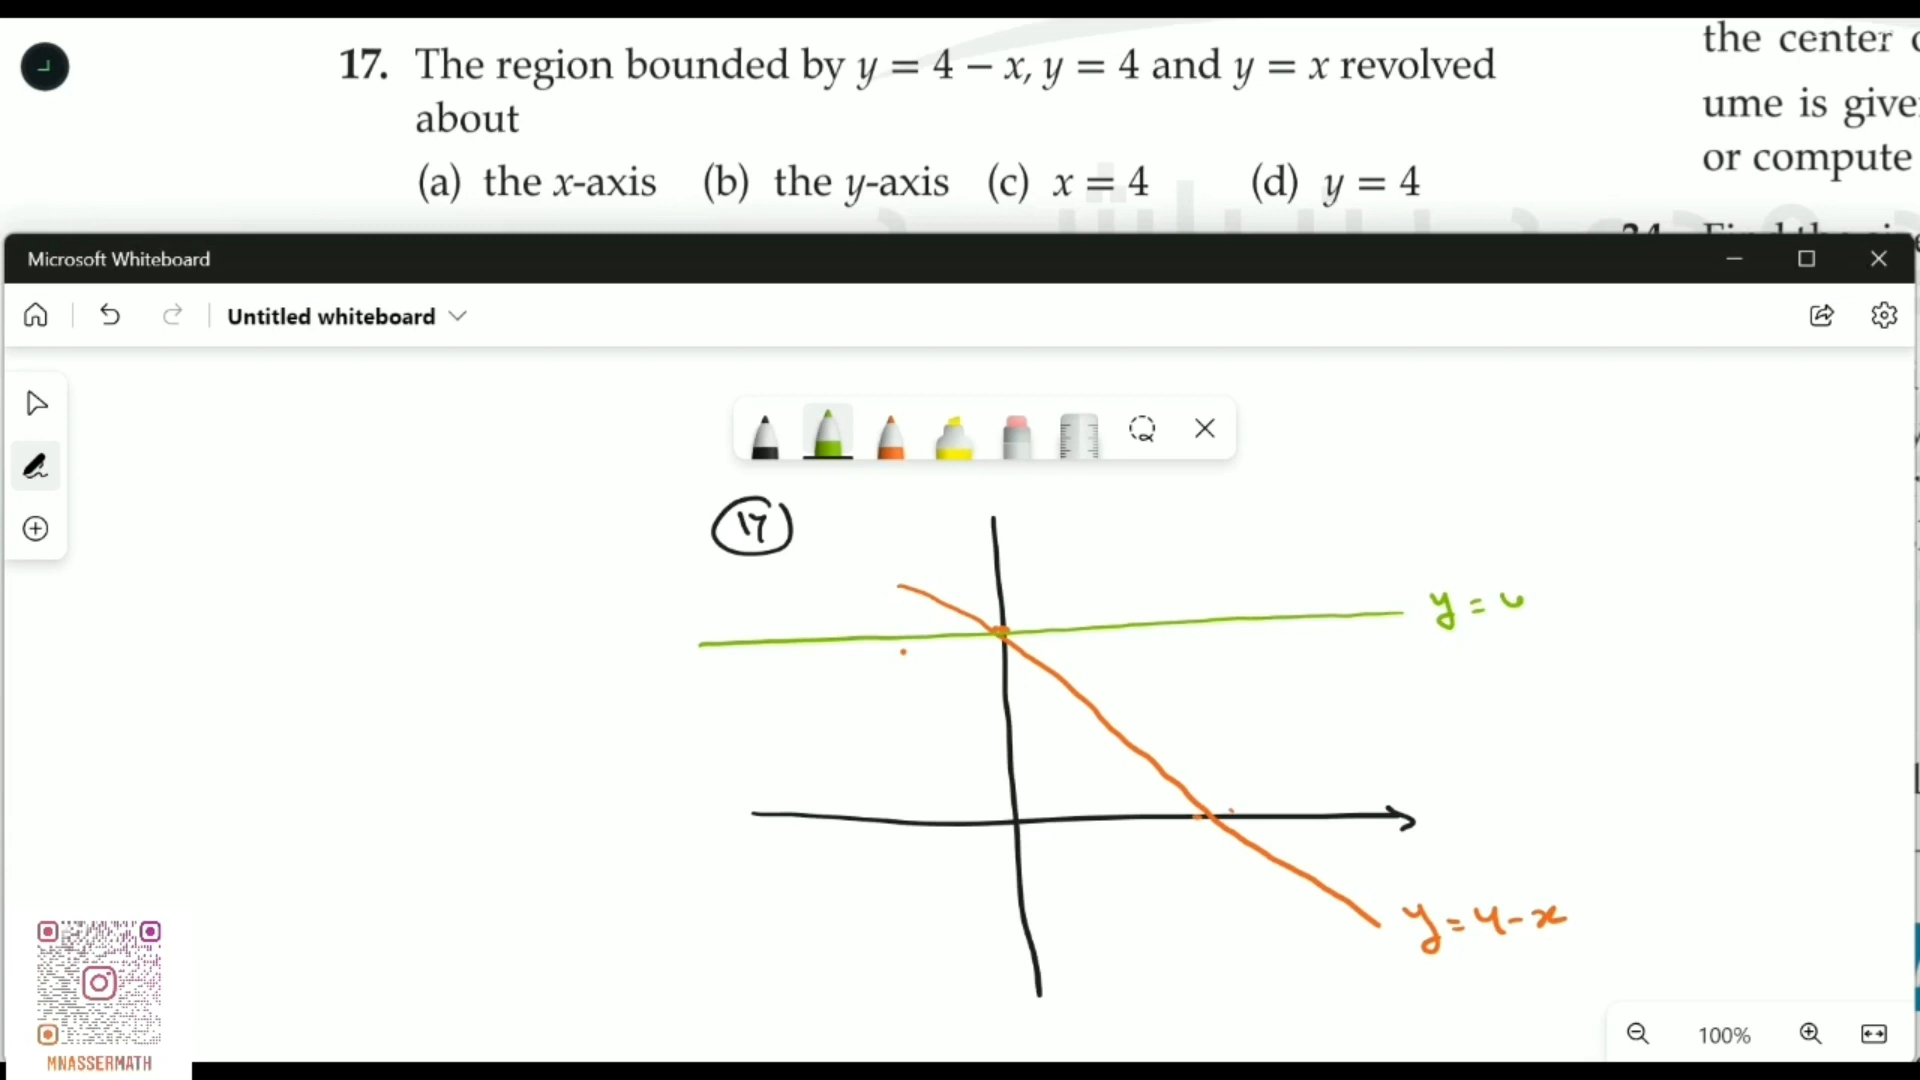 the center
17. The region bounded by y = 4 − x, y = 4 and y = x revolved
about
ume is give
or compute
(a) the x-axis (b) the y-axis (c) x = 4 (d) y = 4
Microsoft Whiteboard
Untitled whiteboard
17
y =
y = 4 - x
MNASSERMATH
100%